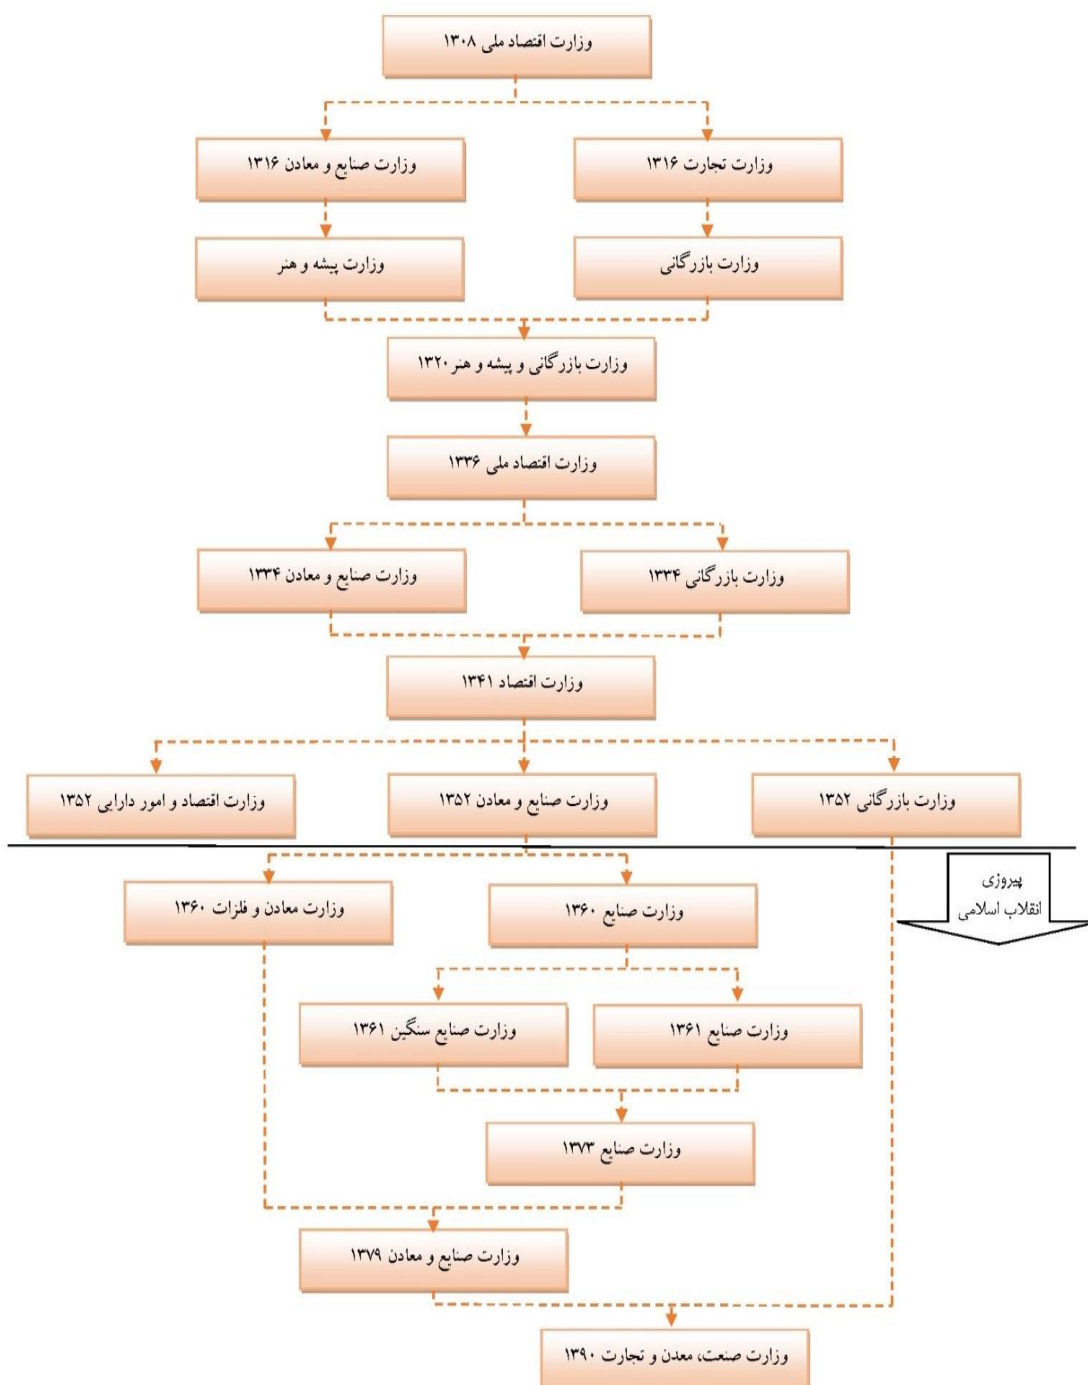 وزارت اقتصاد ملی ۱۳۰۸
وزارت تجارت ۱۳۱۶
وزارت صنایع و معادن ۱۳۱۶
وزارت بازرگانی
وزارت پیشه و هنر
وزارت بازرگانی و پیشه و هنر ۱۳۲۰
وزارت اقتصاد ملی ۱۳۳۶
وزارت بازرگانی ۱۳۳۴
وزارت صنایع و معادن ۱۳۳۴
وزارت اقتصاد ۱۳۴۱
وزارت بازرگانی ۱۳۵۲
وزارت صنایع و معادن ۱۳۵۲
وزارت اقتصاد و امور دارایی ۱۳۵۲
پیروزی
انقلاب اسلامی
وزارت صنایع ۱۳۶۰
وزارت معادن و فلزات ۱۳۶۰
وزارت صنایع ۱۳۶۱
وزارت صنایع سنگین ۱۳۶۱
وزارت صنایع ۱۳۷۳
وزارت صنایع و معادن ۱۳۷۹
وزارت صنعت، معدن و تجارت ۱۳۹۰